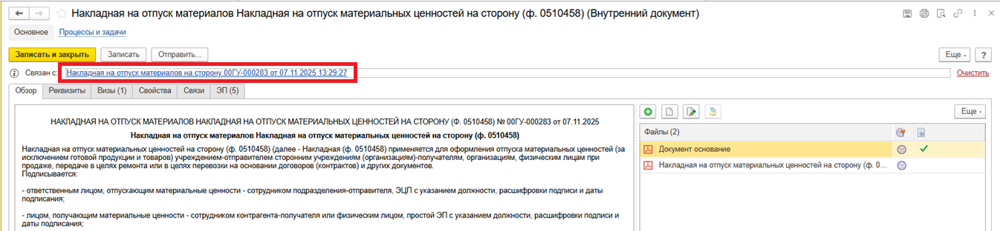 Накладная на отпуск материалов Накладная на отпуск материальных ценностей на сторону (ф. 0510458) (Внутренний документ)
Основное Процессы и задачи
Записать и закрыть Записать Отправить... Еще - ?
Связан с: Накладная на отпуск материалов на сторону 00ГУ-000283 от 07.11.2025 13:29:27 Очистить
Обзор Реквизиты Визы (1) Свойства Связи ЭП (5)
НАКЛАДНАЯ НА ОТПУСК МАТЕРИАЛОВ НАКЛАДНАЯ НА ОТПУСК МАТЕРИАЛЬНЫХ ЦЕННОСТЕЙ НА СТОРОНУ (Ф. 0510458) № 00ГУ-000283 от 07.11.2025
Накладная на отпуск материалов Накладная на отпуск материальных ценностей на сторону (ф. 0510458)
Накладная на отпуск материальных ценностей на сторону (ф. 0510458) (далее - Накладная (ф. 0510458) применяется для оформления отпуска материальных ценностей (за
исключением готовой продукции и товаров) учреждением-отправителем сторонним учреждениям (организациям)-получателям, организациям, физическим лицам при
продаже, передаче в целях ремонта или в целях перевозки на основании договоров (контрактов) и других документов.
Подписывается:
- ответственным лицом, отпускающим материальные ценности - сотрудником подразделения-отправителя, ЭЦП с указанием должности, расшифровки подписи и даты
подписания;
- лицом, получающим материальные ценности - сотрудником контрагента-получателя или физическим лицом, простой ЭП с указанием должности, расшифровки подписи и
даты подписания;
Еще -
Файлы (2)
Документ основание
Накладная на отпуск материальных ценностей на сторону (ф. 0...